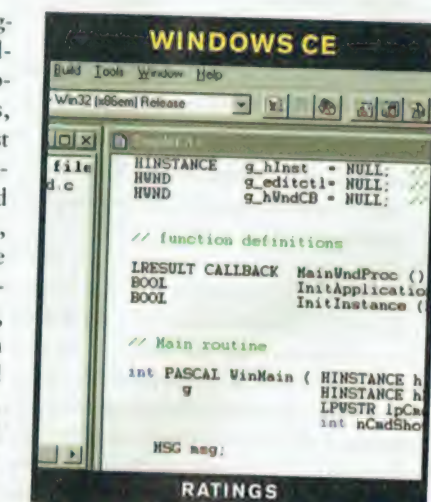 WINDOWS CE
Build Tools Window Help
Win32 (x86em) Release
file
d.c
HINSTANCE g_hInst = NULL; //
HWND g_editctl= NULL; //
HWND g_hWndCB = NULL; //
// function definitions
LRESULT CALLBACK MainWndProc ()
BOOL InitApplicatio
BOOL InitInstance (
// Main routine
int PASCAL WinMain ( HINSTANCE h
g HINSTANCE h
LPWSTR lpCm
int nCmdSho
MSG msg;
RATINGS